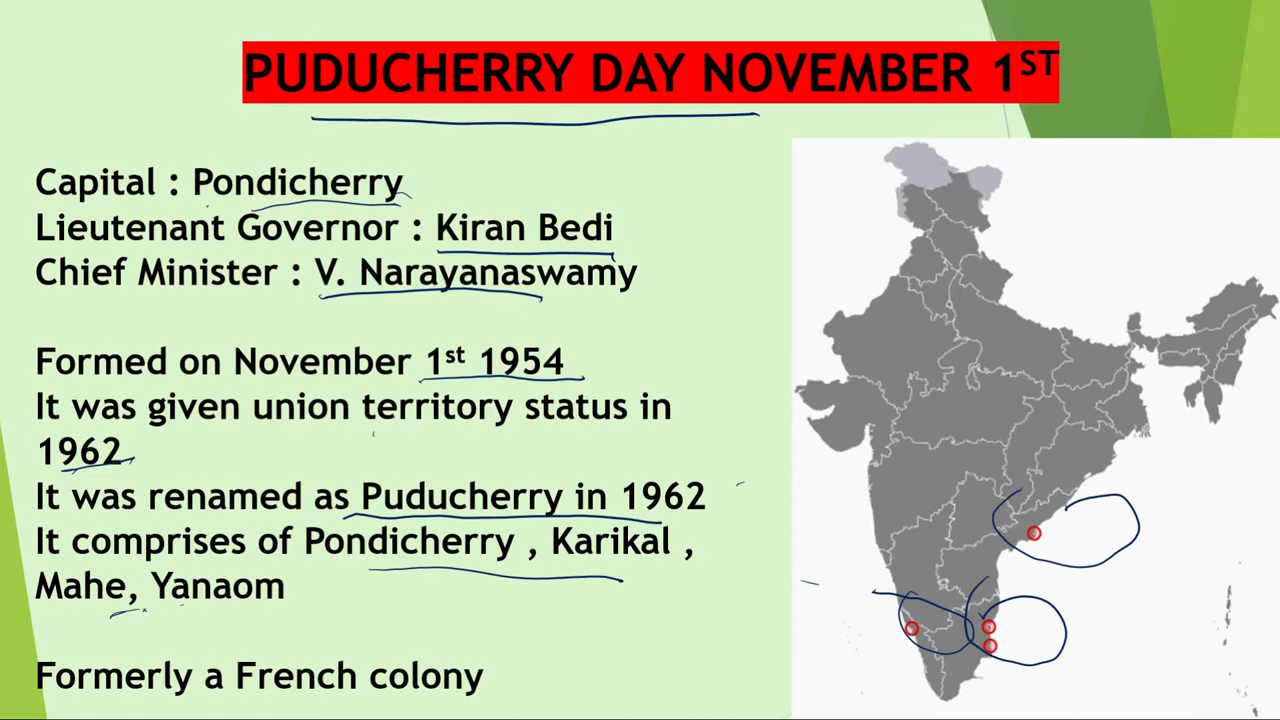 PUDUCHERRY DAY NOVEMBER 1ST
Capital : Pondicherry
Lieutenant Governor : Kiran Bedi
Chief Minister : V. Narayanaswamy
Formed on November 1st 1954
It was given union territory status in
1962
It was renamed as Puducherry in 1962
It comprises of Pondicherry , Karikal ,
Mahe, Yanaom
Formerly a French colony